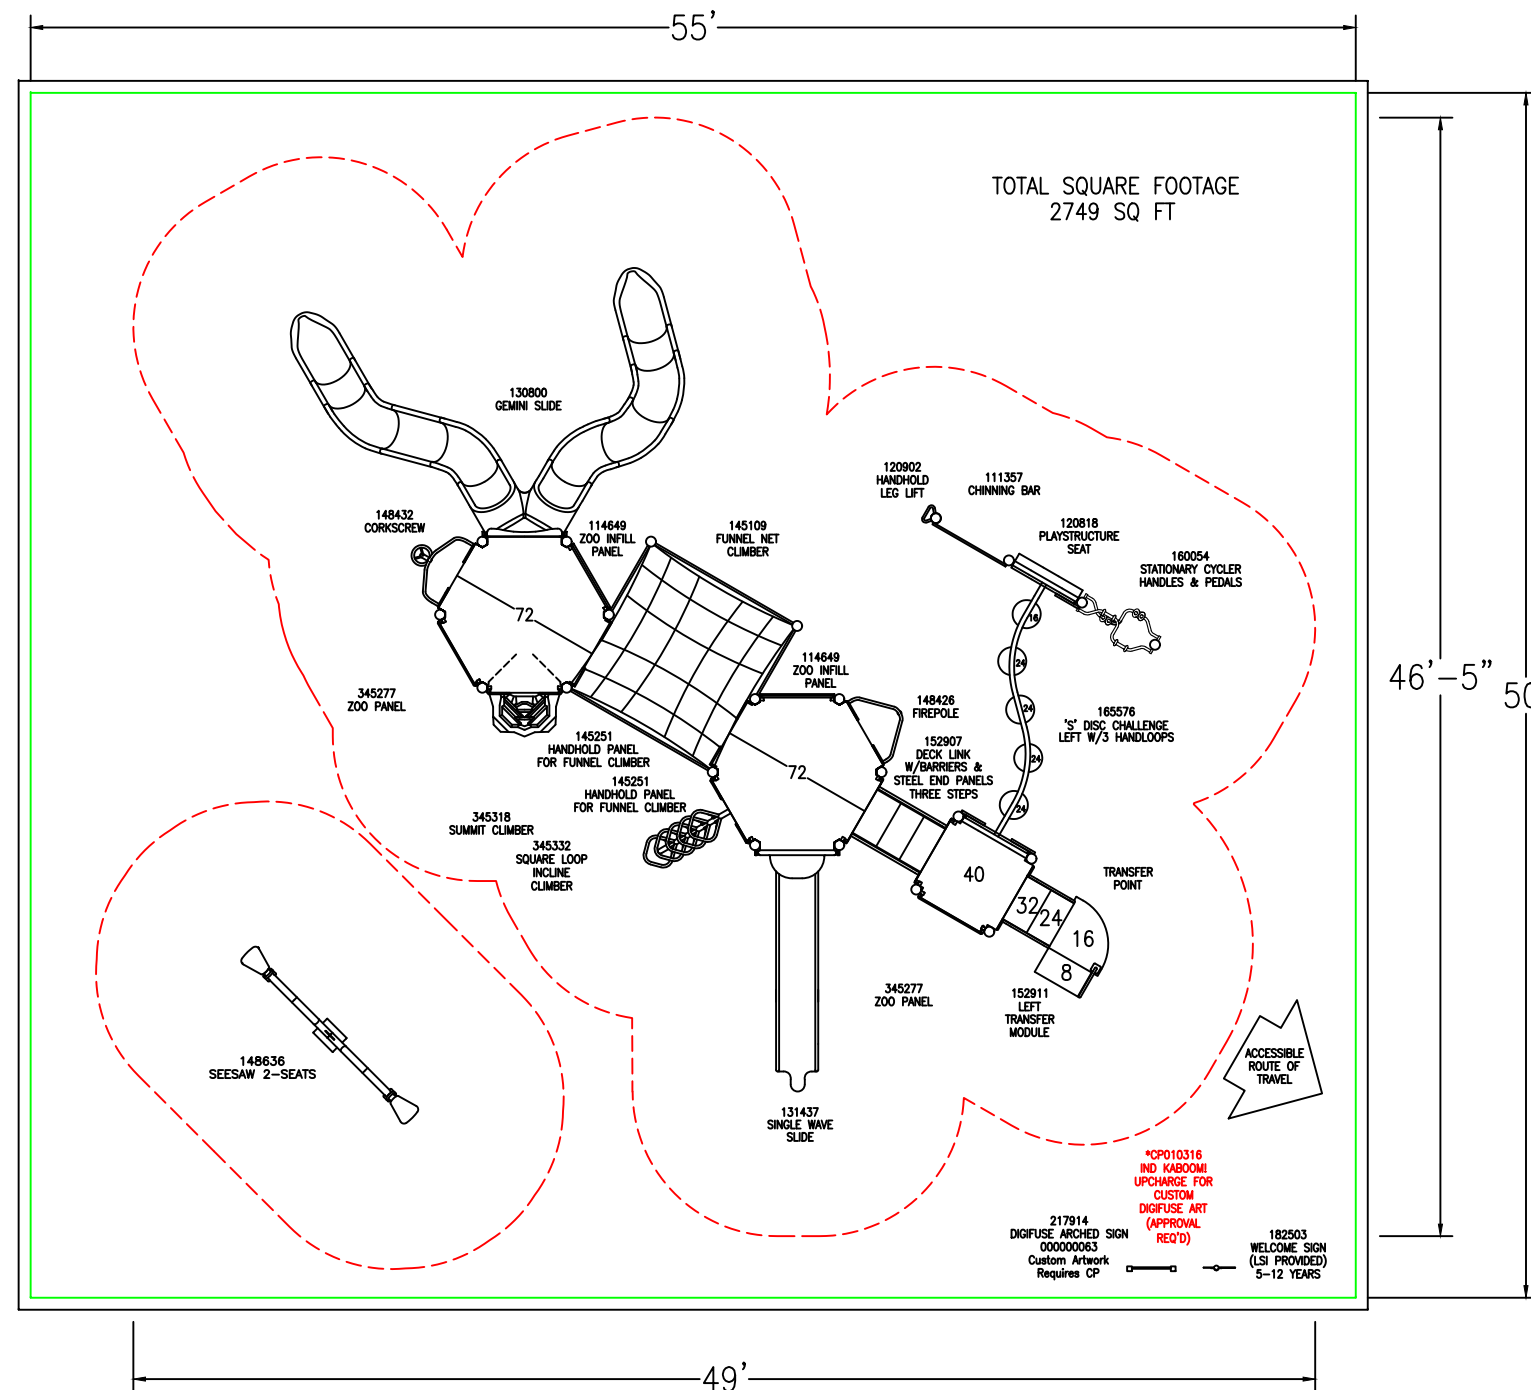 55'
TOTAL SQUARE FOOTAGE
2749 SQ FT
130800
GEMINI SLIDE
120902
HANDHOLD
LEG LIFT
111357
CHINNING BAR
148432
CORKSCREW
114649
ZOO INFILL
PANEL
145109
FUNNEL NET
CLIMBER
120818
PLAYSTRUCTURE
SEAT
160054
STATIONARY CYCLER
HANDLES & PEDALS
72
16
24
24
24
24
46'-5"
114649
ZOO INFILL
PANEL
345277
ZOO PANEL
148426
FIREPOLE
165576
'S' DISC CHALLENGE
LEFT W/3 HANDLOOPS
145251
HANDHOLD PANEL
FOR FUNNEL CLIMBER
152907
DECK LINK
W/BARRIERS &
STEEL END PANELS
THREE STEPS
72
145251
HANDHOLD PANEL
FOR FUNNEL CLIMBER
345318
SUMMIT CLIMBER
345332
SQUARE LOOP
INCLINE
CLIMBER
40
32
24
16
8
TRANSFER
POINT
345277
ZOO PANEL
152911
LEFT
TRANSFER
MODULE
148636
SEESAW 2-SEATS
ACCESSIBLE
ROUTE OF
TRAVEL
131437
SINGLE WAVE
SLIDE
*CP010316
IND KABOOM!
UPCHARGE FOR
CUSTOM
DIGIFUSE ART
(APPROVAL
REQ'D)
217914
DIGIFUSE ARCHED SIGN
000000063
Custom Artwork
Requires CP
182503
WELCOME SIGN
(LSI PROVIDED)
5-12 YEARS
49'